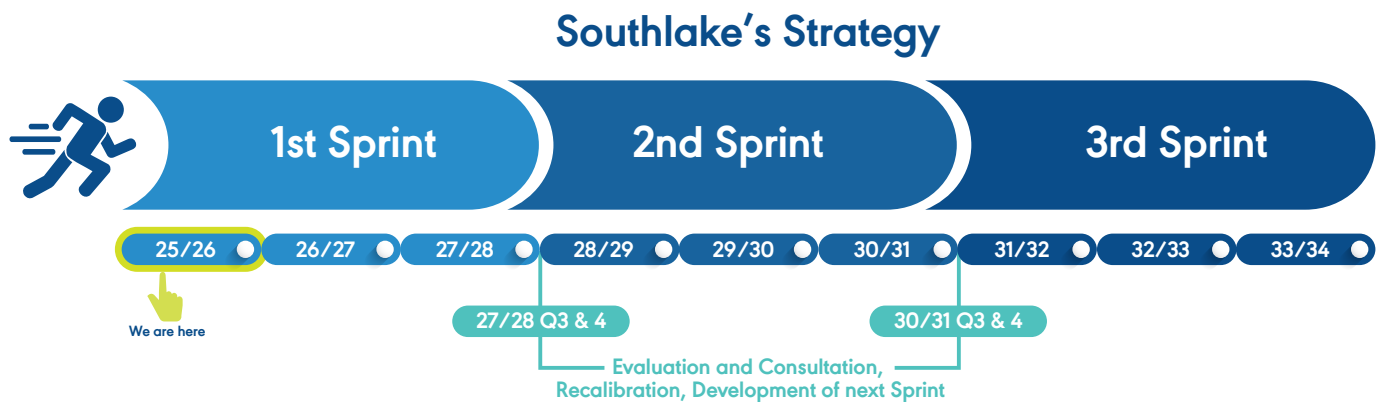 Southlake's Strategy
1st Sprint
2nd Sprint
3rd Sprint
25/26
26/27
27/28
28/29
29/30
30/31
31/32
32/33
33/34
We are here
27/28 Q3 & 4
30/31 Q3 & 4
Evaluation and Consultation,
Recalibration, Development of next Sprint